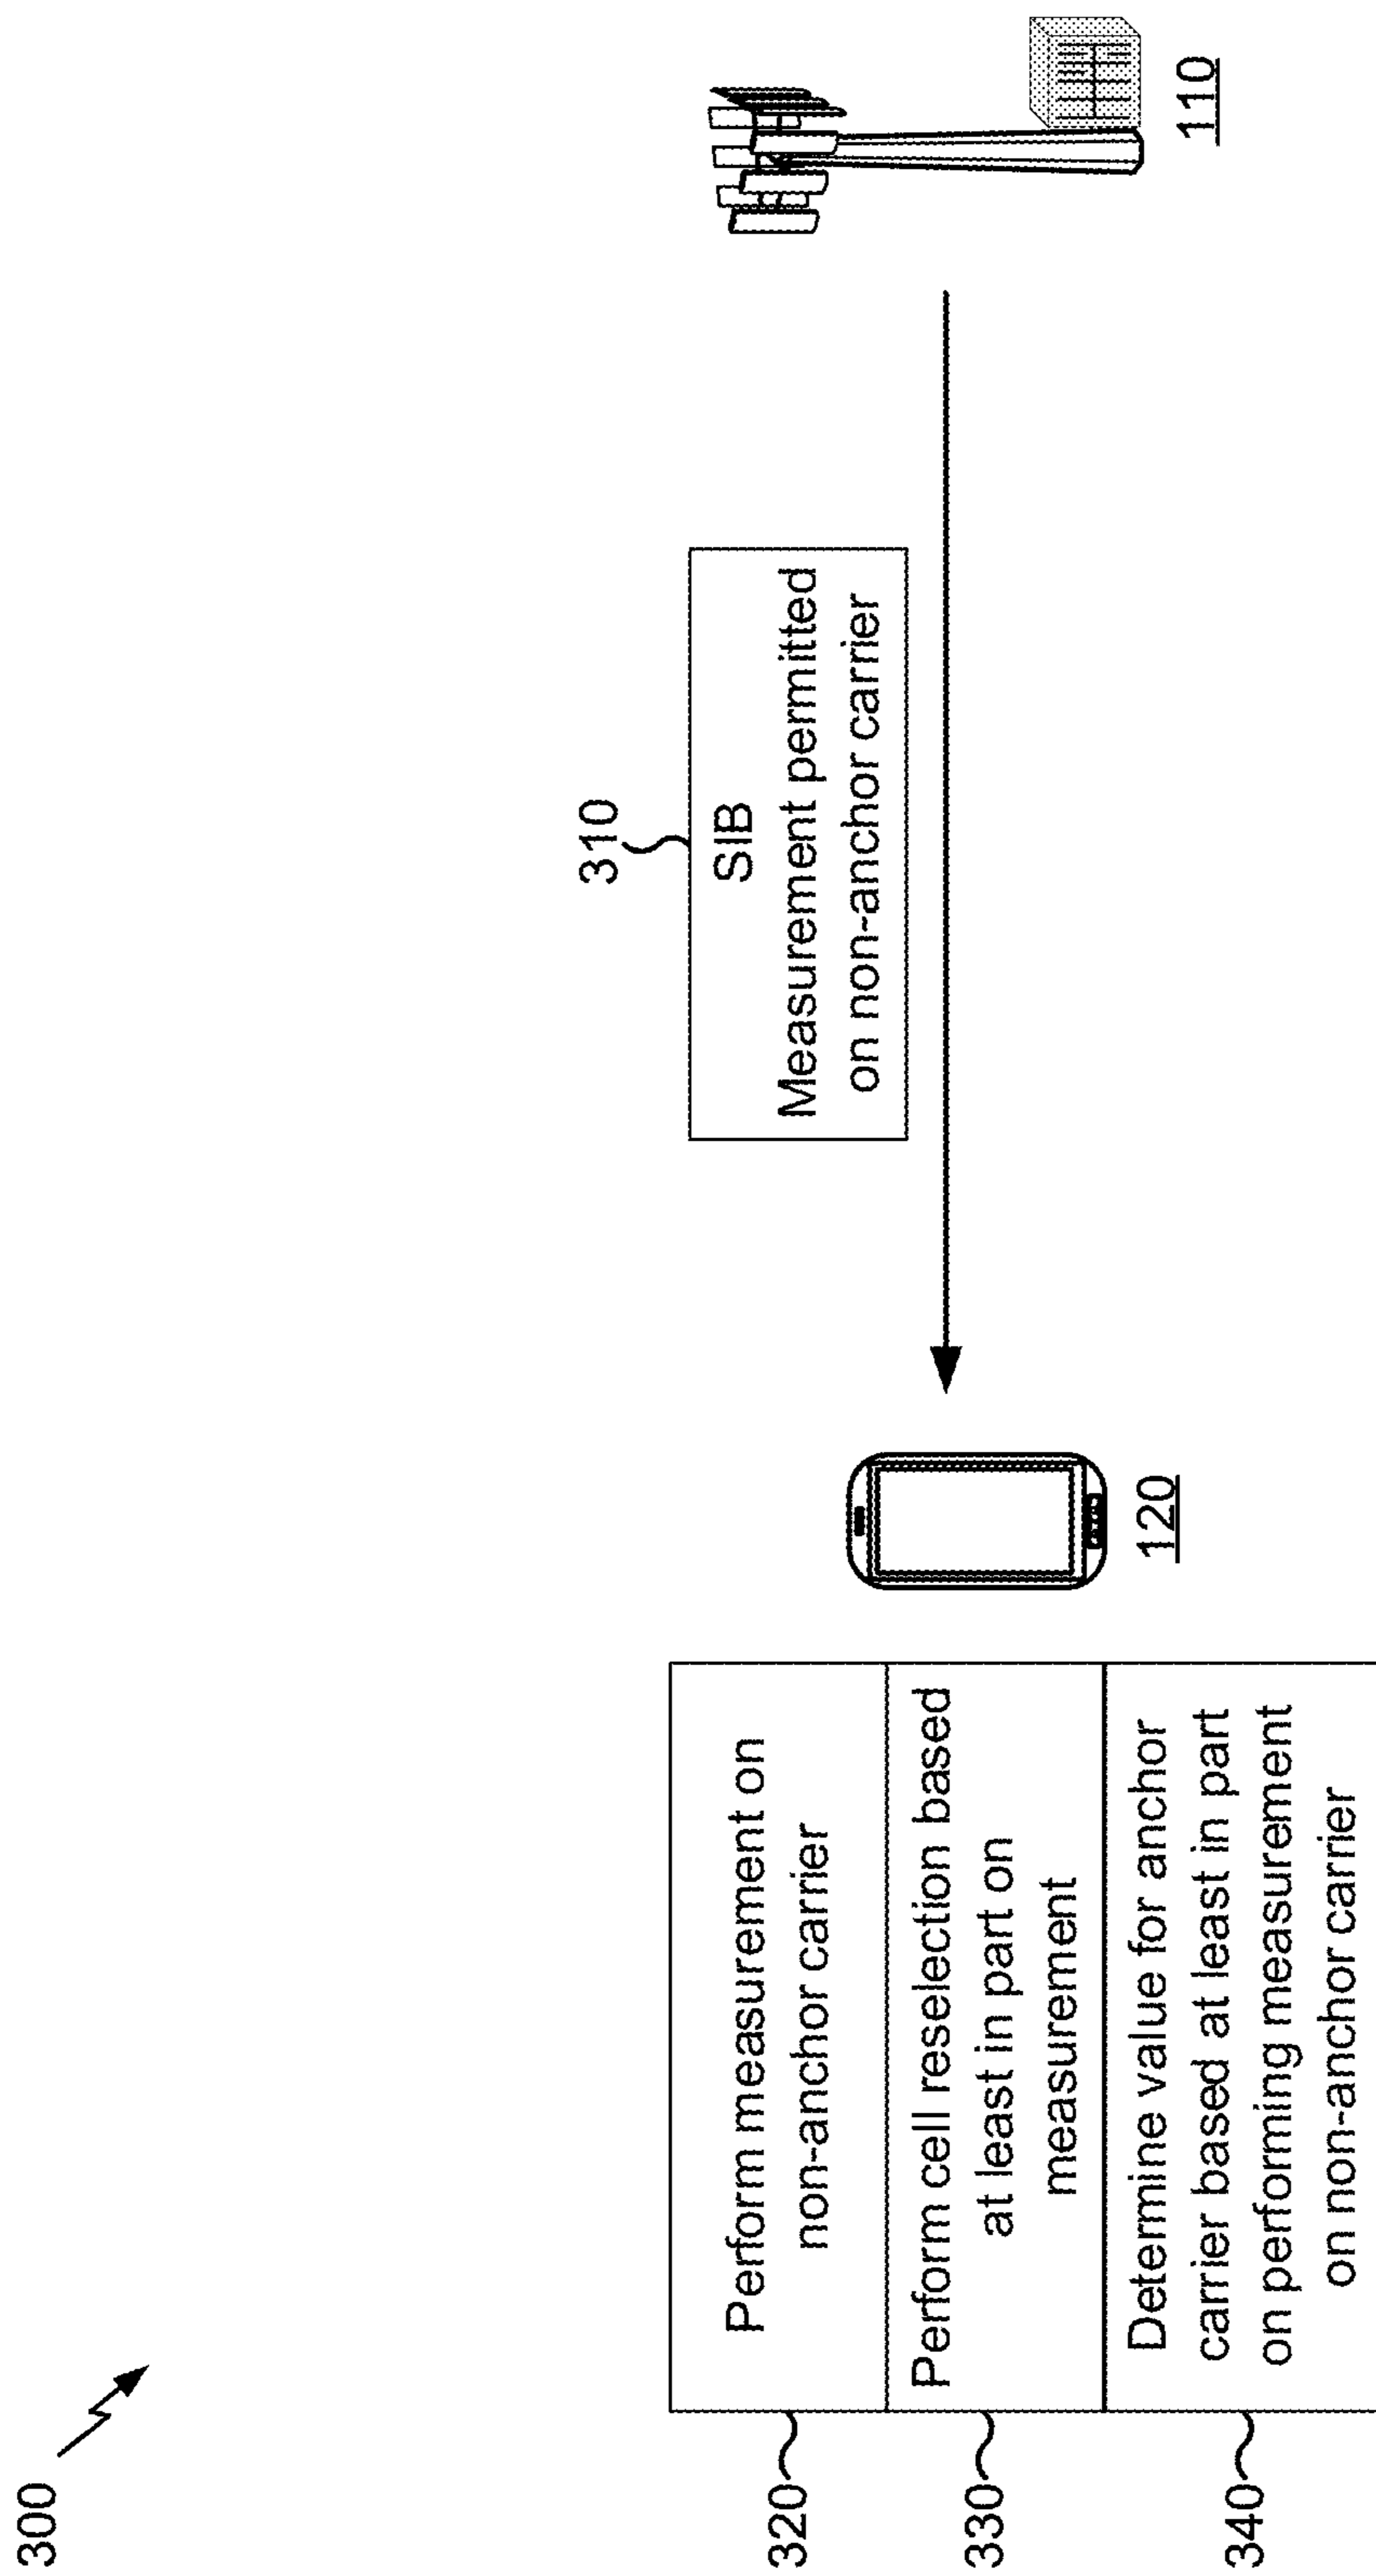 300
310
SIB
Measurement permitted
on non-anchor carrier
110
120
320
Perform measurement on
non-anchor carrier
330
Perform cell reselection based
at least in part on
measurement
340
Determine value for anchor
carrier based at least in part
on performing measurement
on non-anchor carrier